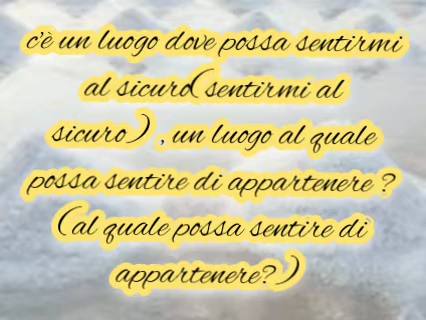 c'è un luogo dove possa sentirmi
al sicuro(sentirmi al
sicuro) , un luogo al quale
possa sentire di appartenere ?
(al quale possa sentire di
appartenere? )